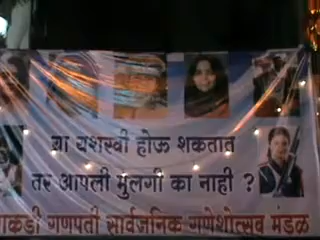 या यशस्वी होऊ शकतात
तर आपली मुलगी का नाही ?
गणपती सार्वजनिक गणेशोत्सव मंडळ